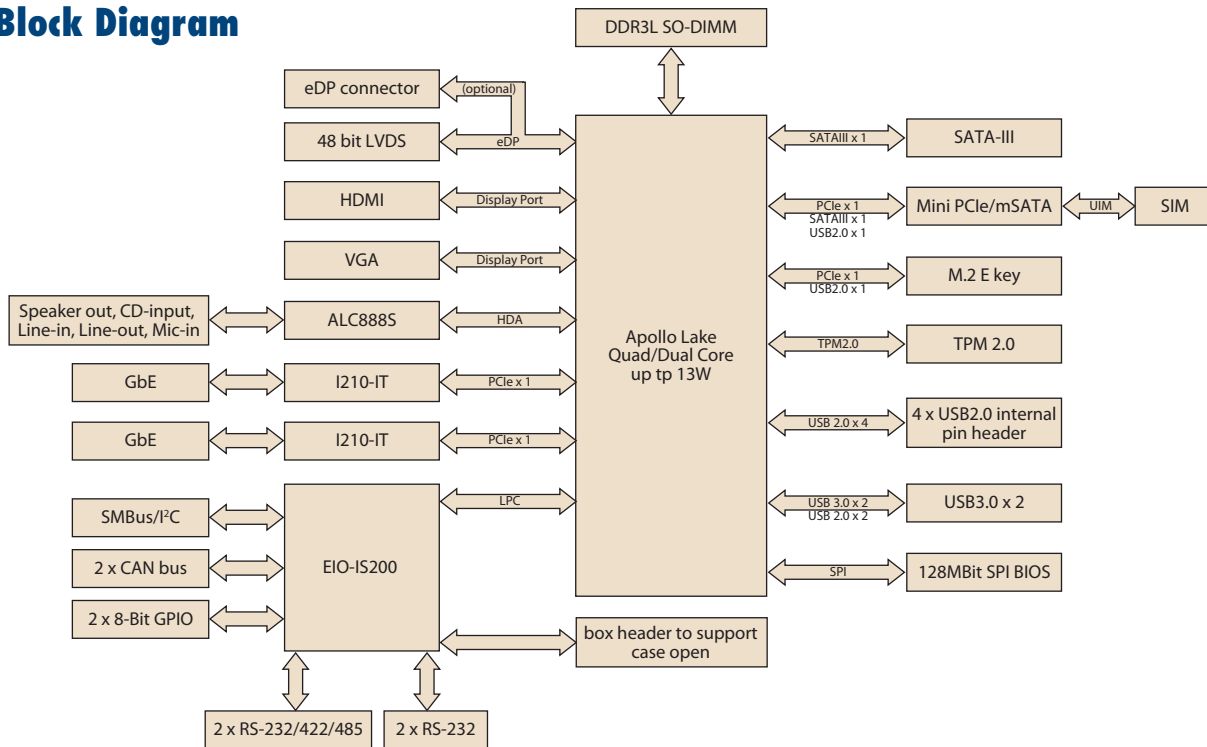 Block Diagram
DDR3L SO-DIMM
eDP connector
(optional)
48 bit LVDS
eDP
SATAIII x 1
SATA-III
HDMI
Display Port
PCIe x 1
SATAIII x 1
USB2.0 x 1
Mini PCIe/mSATA
UIM
SIM
VGA
Display Port
PCIe x 1
USB2.0 x 1
M.2 E key
Speaker out, CD-input,
Line-in, Line-out, Mic-in
ALC888S
HDA
Apollo Lake
Quad/Dual Core
up tp 13W
TPM2.0
TPM 2.0
GbE
I210-IT
PCIe x 1
USB 2.0 x 4
4 x USB2.0 internal
pin header
GbE
I210-IT
PCIe x 1
SMBus/I²C
LPC
USB 3.0 x 2
USB 2.0 x 2
USB3.0 x 2
2 x CAN bus
EIO-IS200
SPI
128MBit SPI BIOS
2 x 8-Bit GPIO
box header to support
case open
2 x RS-232/422/485
2 x RS-232